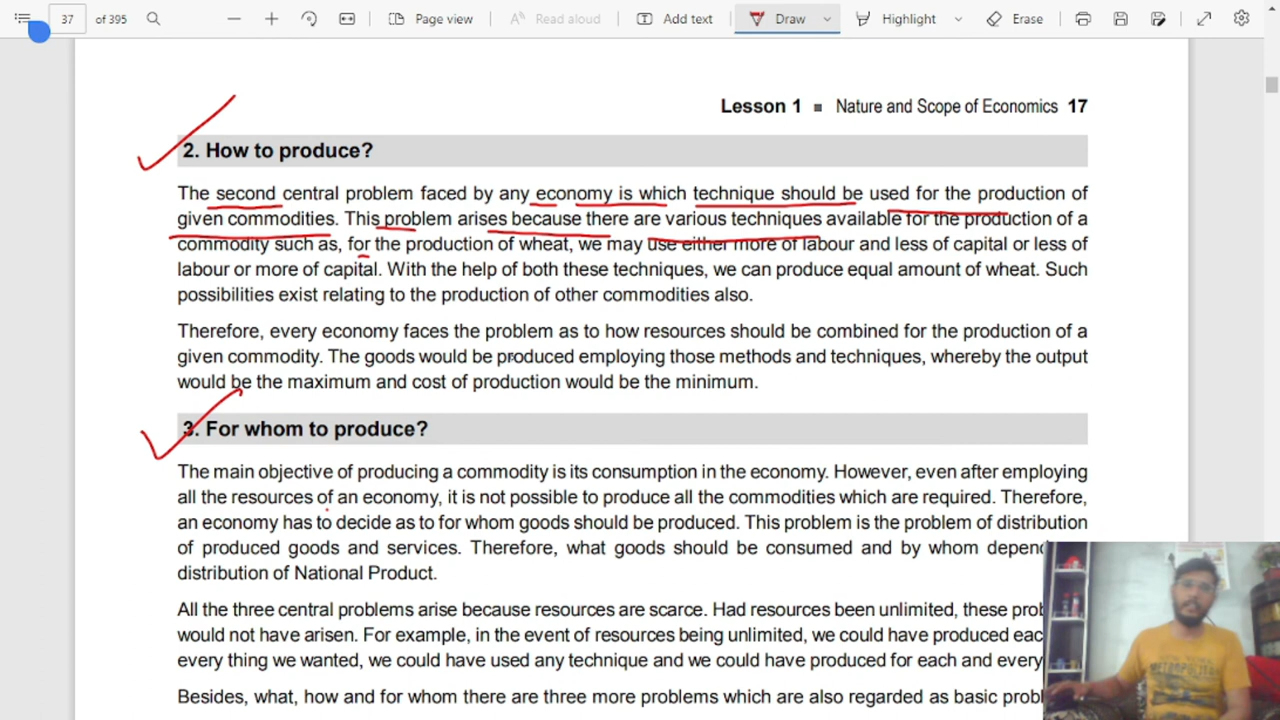 37 of 395 Page view Read aloud Add text Draw Highlight Erase
Lesson 1 ■ Nature and Scope of Economics 17
2. How to produce?
The second central problem faced by any economy is which technique should be used for the production of
given commodities. This problem arises because there are various techniques available for the production of a
commodity such as, for the production of wheat, we may use either more of labour and less of capital or less of
labour or more of capital. With the help of both these techniques, we can produce equal amount of wheat. Such
possibilities exist relating to the production of other commodities also.
Therefore, every economy faces the problem as to how resources should be combined for the production of a
given commodity. The goods would be produced employing those methods and techniques, whereby the output
would be the maximum and cost of production would be the minimum.
3. For whom to produce?
The main objective of producing a commodity is its consumption in the economy. However, even after employing
all the resources of an economy, it is not possible to produce all the commodities which are required. Therefore,
an economy has to decide as to for whom goods should be produced. This problem is the problem of distribution
of produced goods and services. Therefore, what goods should be consumed and by whom
distribution of National Product.
All the three central problems arise because resources are scarce. Had resources been unlimited, these
would not have arisen. For example, in the event of resources being unlimited, we could have produced
every thing we wanted, we could have used any technique and we could have produced for each and
Besides, what, how and for whom there are three more problems which are also regarded as basic
METROPOLITAN